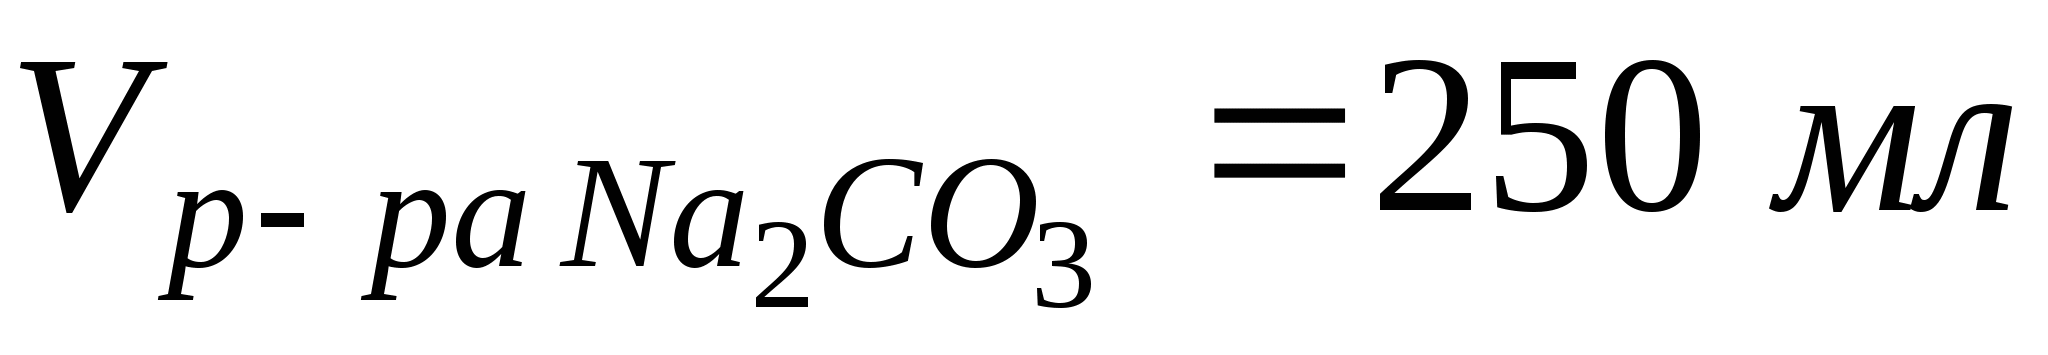 V р- ра Na₂CO₃ = 250 мл